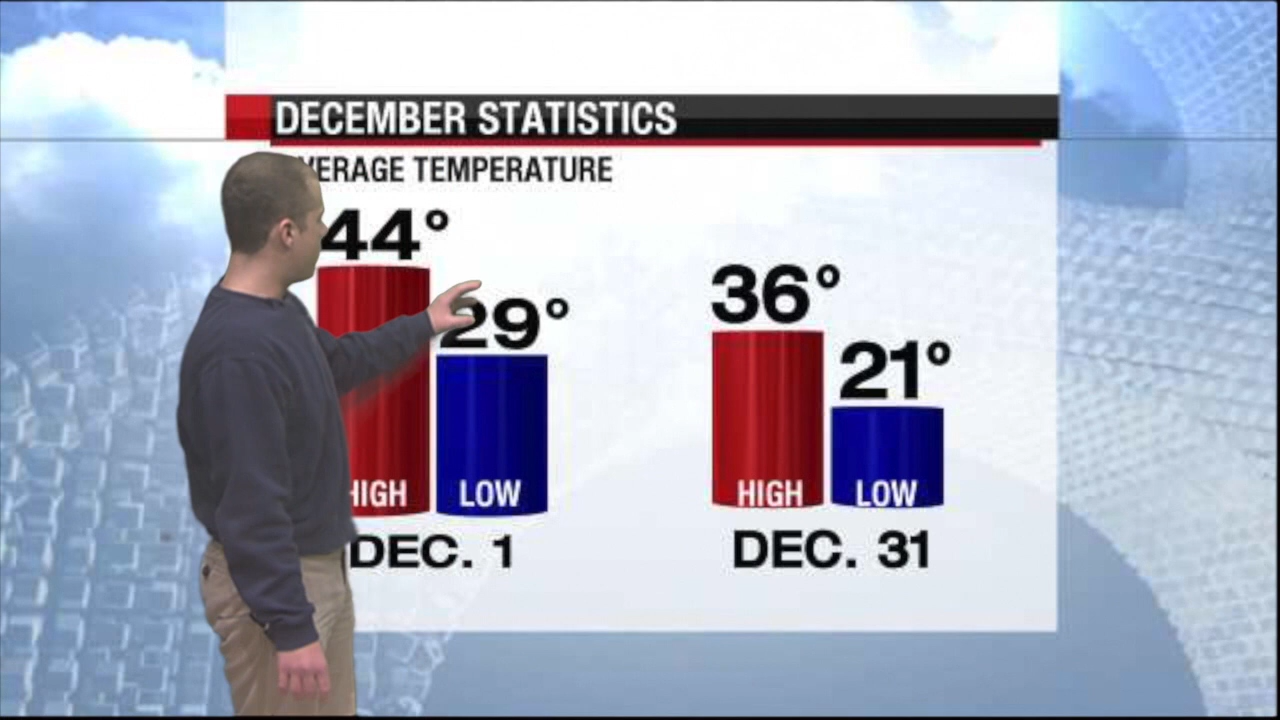 DECEMBER STATISTICS
VERAGE TEMPERATURE
44°
29°
36°
21°
HIGH
LOW
HIGH
LOW
DEC. 1
DEC. 31